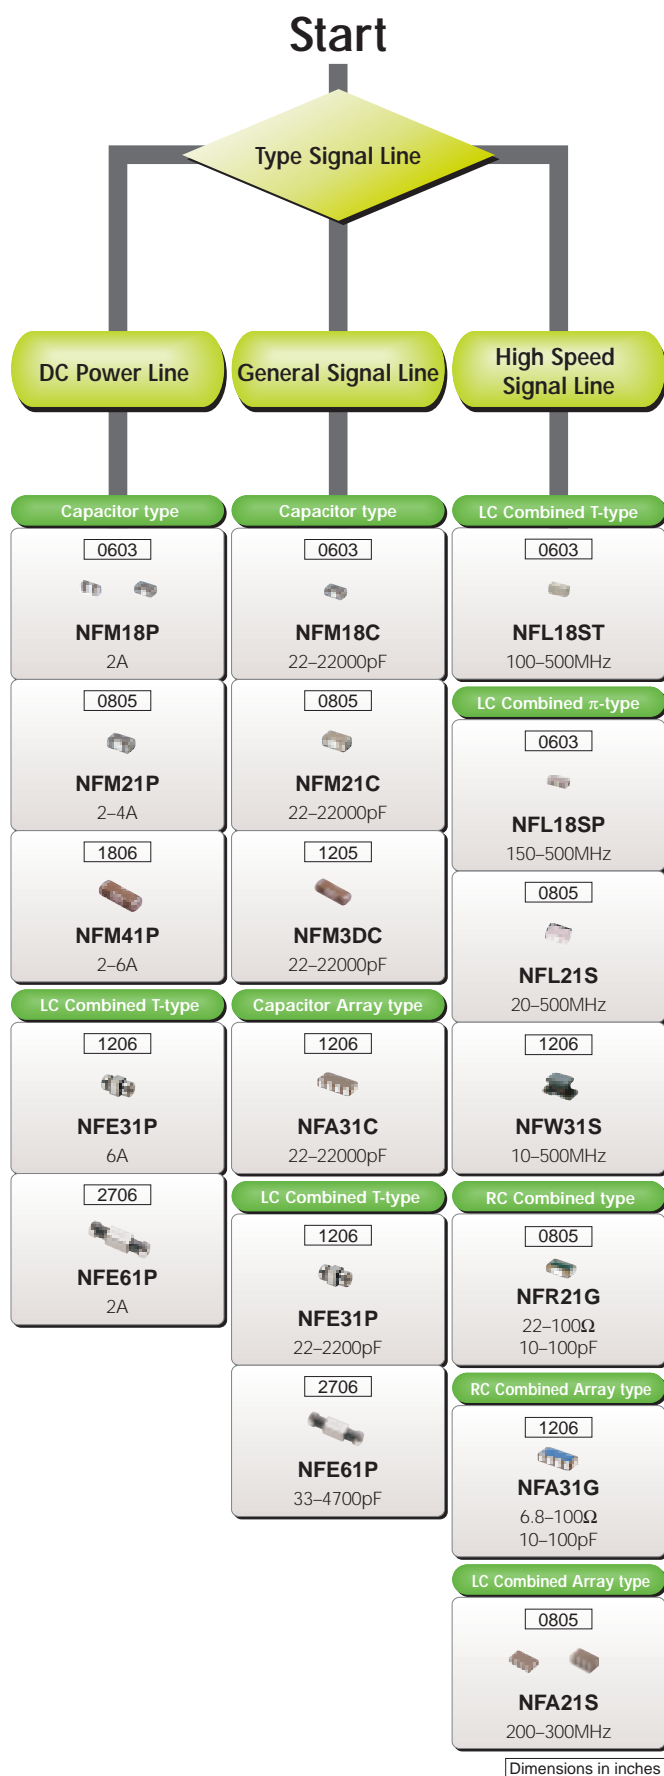 Start
Type Signal Line
DC Power Line
General Signal Line
High Speed
Signal Line
Capacitor type
0603
NFM18P
2A
0805
NFM21P
2–4A
1806
NFM41P
2–6A
LC Combined T-type
1206
NFE31P
6A
2706
NFE61P
2A
Capacitor type
0603
NFM18C
22–22000pF
0805
NFM21C
22–22000pF
1205
NFM3DC
22–22000pF
Capacitor Array type
1206
NFA31C
22–22000pF
LC Combined T-type
1206
NFE31P
22–2200pF
2706
NFE61P
33–4700pF
LC Combined T-type
0603
NFL18ST
100–500MHz
LC Combined π-type
0603
NFL18SP
150–500MHz
0805
NFL21S
20–500MHz
1206
NFW31S
10–500MHz
RC Combined type
0805
NFR21G
22–100Ω
10–100pF
RC Combined Array type
1206
NFA31G
6.8–100Ω
10–100pF
LC Combined Array type
0805
NFA21S
200–300MHz
Dimensions in inches